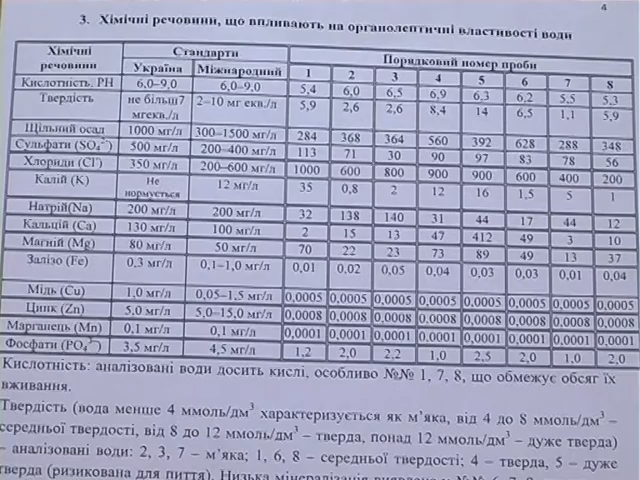 4
3. Хімічні речовини, що впливають на органолептичні властивості води
Хімічні речовини Стандарти Порядковий номер проби
Україна Міжнародний 1 2 3 4 5 6 7 8
Кислотність, PH 6,0–9,0 6,0–9,0 5,4 6,0 6,5 6,9 6,3 6,2 5,5 5,3
Твердість не більш7 мгекв./л 2–10 мг екв./л 5,9 2,6 2,6 8,4 14 6,5 1,1 5,9
Щільний осад 1000 мг/л 300–1500 мг/л 284 368 364 560 392 628 288 348
Сульфати (SO₄²⁻) 500 мг/л 200–400 мг/л 113 71 30 90 97 83 78 56
Хлориди (Cl⁻) 350 мг/л 200–600 мг/л 1000 600 800 900 900 600 400 200
Калій (K) Не нормується 12 мг/л 35 0,8 2 12 16 1,5 5 1
Натрій(Na) 200 мг/л 200 мг/л 32 138 140 31 44 17 44 12
Кальцій (Ca) 130 мг/л 100 мг/л 2 15 13 47 412 49 3 10
Магній (Mg) 80 мг/л 50 мг/л 70 22 23 73 89 49 13 37
Залізо (Fe) 0,3 мг/л 0,1–1,0 мг/л 0,01 0,02 0,05 0,04 0,03 0,03 0,01 0,04
Мідь (Cu) 1,0 мг/л 0,05–1,5 мг/л 0,0005 0,0005 0,0005 0,0005 0,0005 0,0005 0,0005 0,0005
Цинк (Zn) 5,0 мг/л 5,0–15,0 мг/л 0,0008 0,0008 0,0008 0,0008 0,0008 0,0008 0,0008 0,0008
Марганець (Mn) 0,1 мг/л 0,1 мг/л 0,0001 0,0001 0,0001 0,0001 0,0001 0,0001 0,0001 0,0001
Фосфати (PO₄³⁻) 3,5 мг/л 4,5 мг/л 1,2 2,0 2,2 1,0 2,5 2,0 1,0 2,0
Кислотність: аналізовані води досить кислі, особливо №№ 1, 7, 8, що обмежує обсяг їх
вживання.
Твердість (вода менше 4 ммоль/дм³ характеризується як м’яка, від 4 до 8 ммоль/дм³ –
середньої твердості, від 8 до 12 ммоль/дм³ – тверда, понад 12 ммоль/дм³ – дуже тверда)
– аналізовані води: 2, 3, 7 – м’яка; 1, 6, 8 – середньої твердості; 4 – тверда, 5 – дуже
тверда (ризикована для пиття). Низька мінералізація